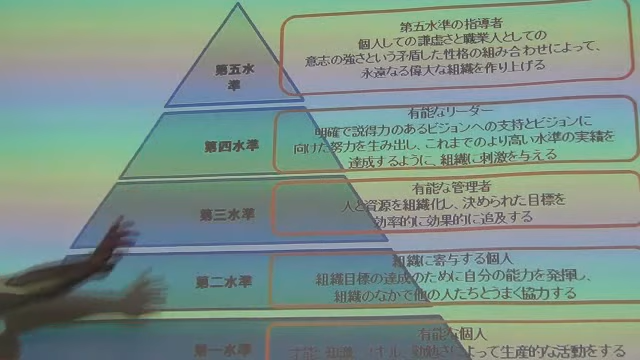 第五水
準
第五水準の指導者
個人しての謙虚さと職業人としての
意志の強さという矛盾した性格の組み合わせによって、
永遠なる偉大な組織を作り上げる
第四水準
有能なリーダー
明確で説得力のあるビジョンへの支持とビジョンに
向けた努力を生み出し、これまでのより高い水準の実績を
達成するように、組織に刺激を与える
第三水準
有能な管理者
人と資源を組織化し、決められた目標を
効率的に効果的に追及する
第二水準
組織に寄与する個人
組織目標の達成のために自分の能力を発揮し、
組織のなかで他の人たちとうまく協力する
第一水準
有能な個人
によって生産的な活動をする